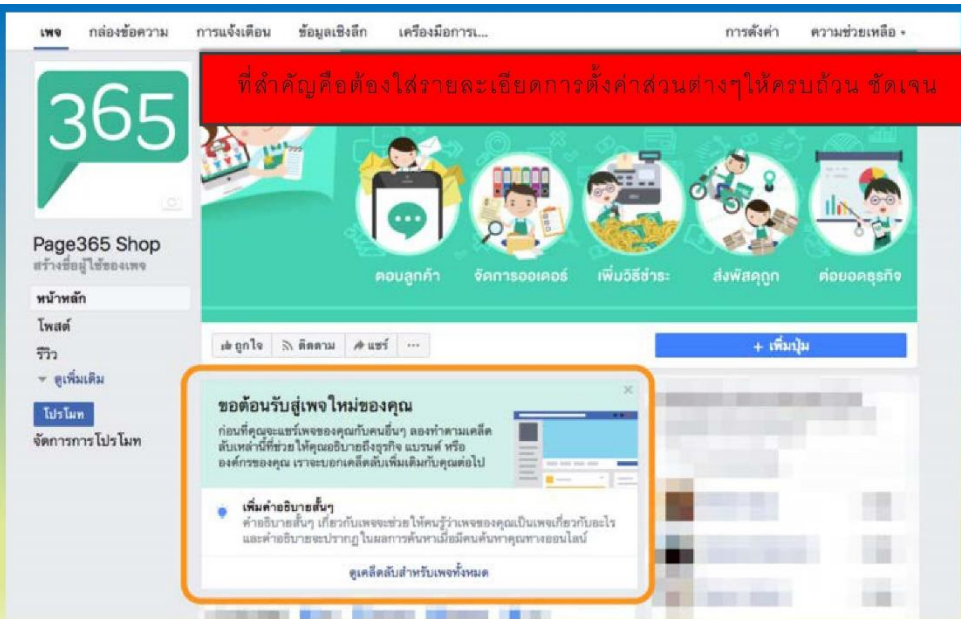 เพจ กล่องข้อความ การแจ้งเตือน ข้อมูลเชิงลึก เครื่องมือการเ... การตั้งค่า ความช่วยเหลือ
ที่สำคัญคือต้องใส่รายละเอียดการตั้งค่าส่วนต่างๆให้ครบถ้วน ชัดเจน
365
ตอบลูกค้า จัดการออเดอร์ เพิ่มวิธีชำระ ส่งพัสดุถูก ต่อยอดธุรกิจ
Page365 Shop
สร้างชื่อผู้ใช้ของเพจ
หน้าหลัก
โพสต์
รีวิว
ดูเพิ่มเติม
โปรโมท
จัดการการโปรโมท
ถูกใจ ติดตาม แชร์ ...
+ เพิ่มปุ่ม
ขอต้อนรับสู่เพจใหม่ของคุณ
ก่อนที่คุณจะแชร์เพจของคุณกับคนอื่นๆ ลองทำตามเคล็ด
ลับเหล่านี้ที่ช่วยให้คุณอธิบายถึงธุรกิจ แบรนด์ หรือ
องค์กรของคุณ เราจะบอกเคล็ดลับเพิ่มเติมกับคุณต่อไป
เพิ่มคำอธิบายสั้นๆ
คำอธิบายสั้นๆ เกี่ยวกับเพจจะช่วยให้คนรู้ว่าเพจของคุณเป็นเพจเกี่ยวกับอะไร
และคำอธิบายจะปรากฏในผลการค้นหาเมื่อมีคนค้นหาคุณทางออนไลน์
ดูเคล็ดลับสำหรับเพจทั้งหมด